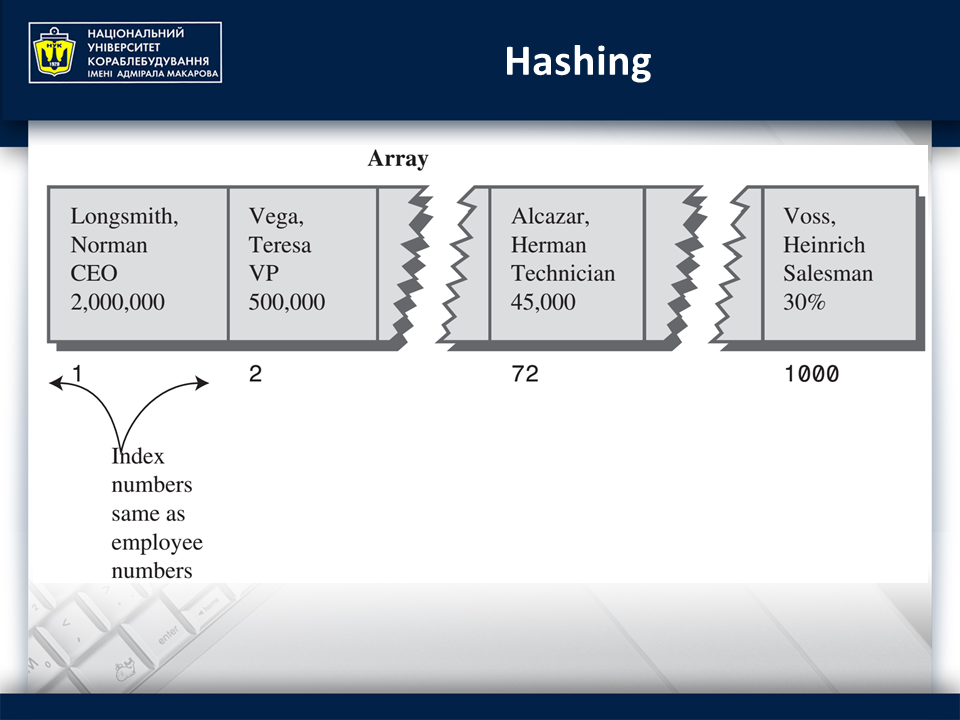 НАЦІОНАЛЬНИЙ
УНІВЕРСИТЕТ
КОРАБЛЕБУДУВАННЯ
ІМЕНІ АДМІРАЛА МАКАРОВА
НУК
1920
Hashing
Array
Longsmith,
Norman
CEO
2,000,000
Vega,
Teresa
VP
500,000
Alcazar,
Herman
Technician
45,000
Voss,
Heinrich
Salesman
30%
1
2
72
1000
Index
numbers
same as
employee
numbers
enter